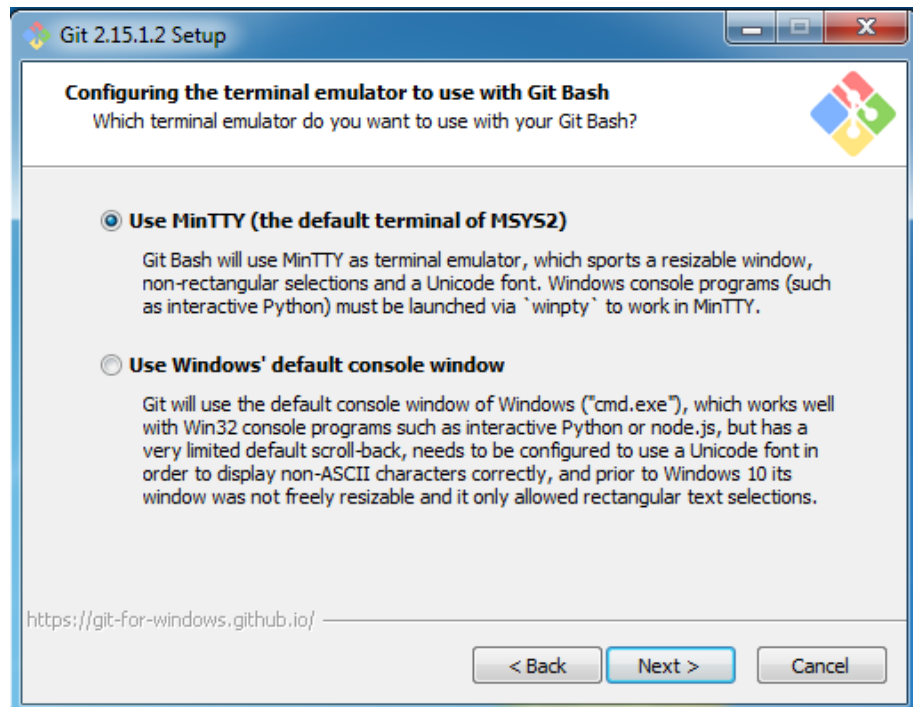 Git 2.15.1.2 Setup
Configuring the terminal emulator to use with Git Bash
Which terminal emulator do you want to use with your Git Bash?
Use MinTTY (the default terminal of MSYS2)
Git Bash will use MinTTY as terminal emulator, which sports a resizable window,
non-rectangular selections and a Unicode font. Windows console programs (such
as interactive Python) must be launched via `winpty` to work in MinTTY.
Use Windows' default console window
Git will use the default console window of Windows ("cmd.exe"), which works well
with Win32 console programs such as interactive Python or node.js, but has a
very limited default scroll-back, needs to be configured to use a Unicode font in
order to display non-ASCII characters correctly, and prior to Windows 10 its
window was not freely resizable and it only allowed rectangular text selections.
https://git-for-windows.github.io/
< Back Next > Cancel